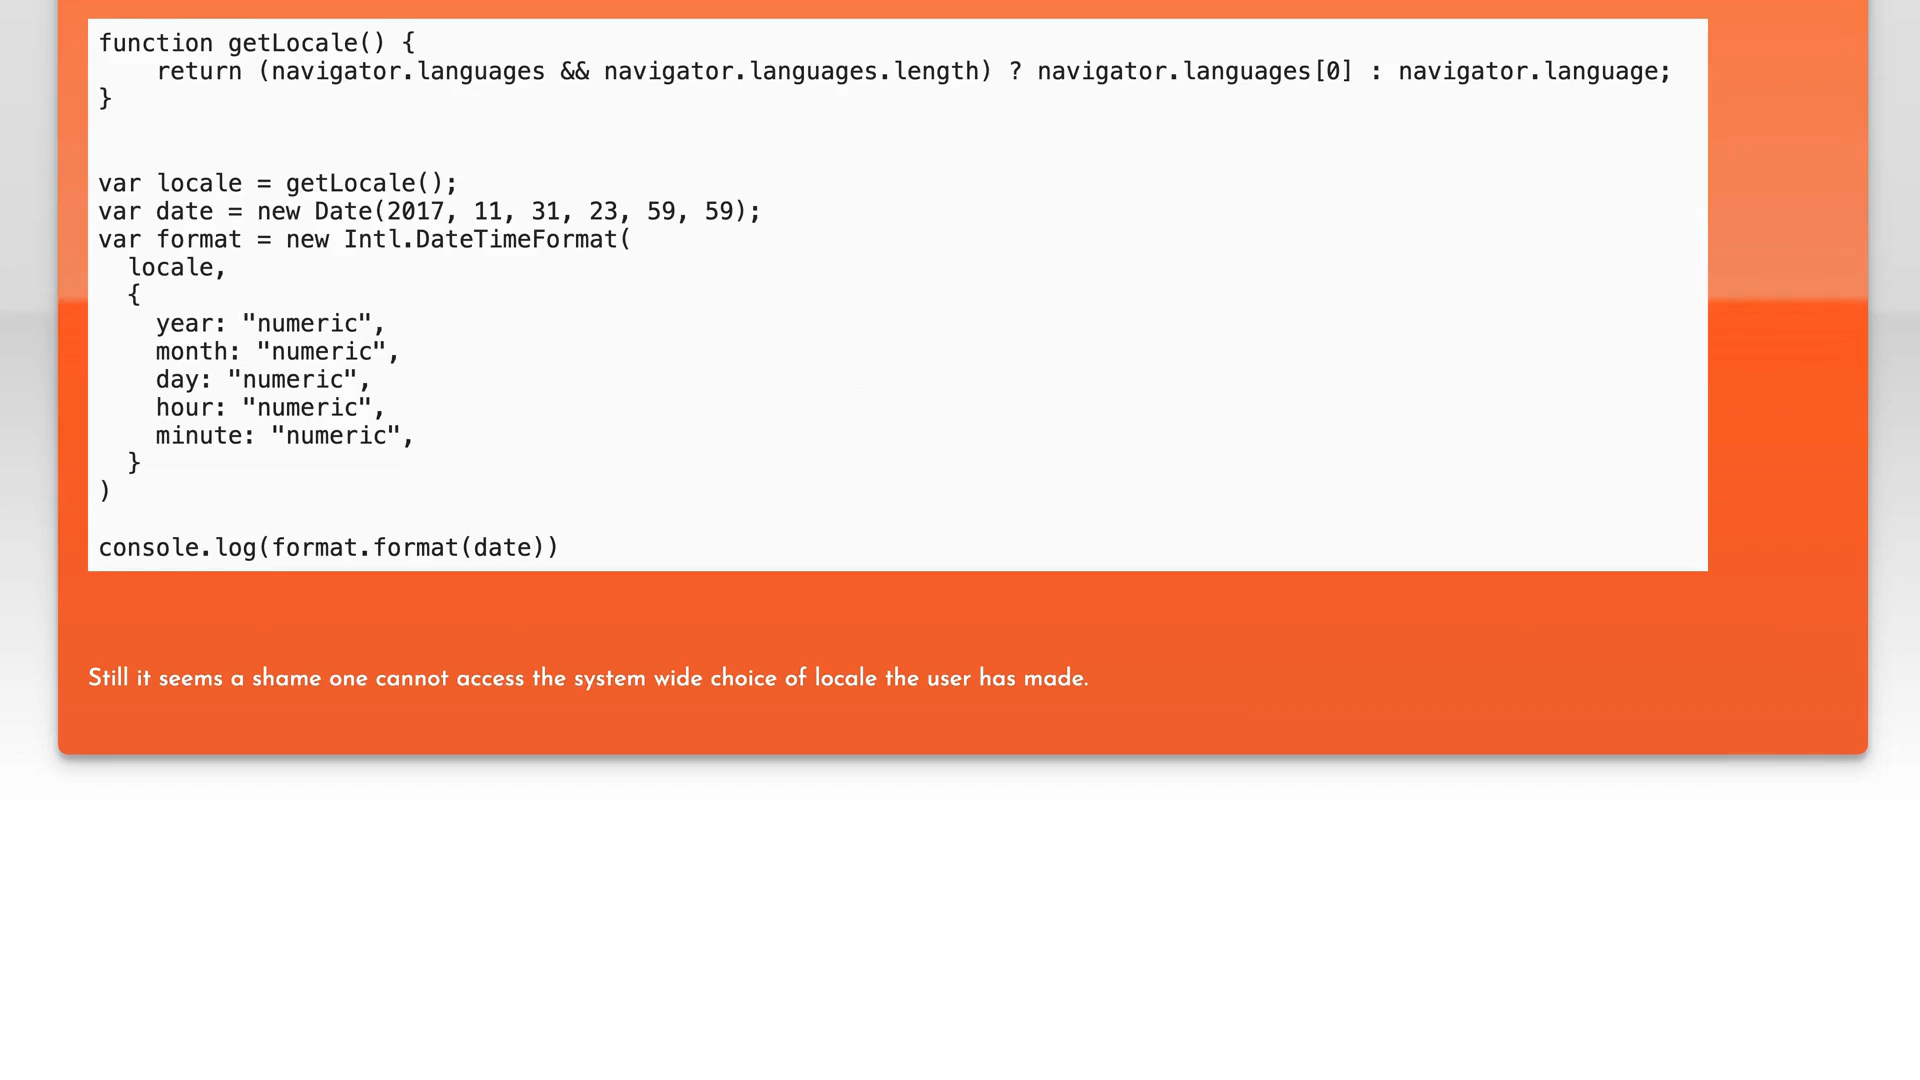 function getLocale() {
    return (navigator.languages && navigator.languages.length) ? navigator.languages[0] : navigator.language;
}
var locale = getLocale();
var date = new Date(2017, 11, 31, 23, 59, 59);
var format = new Intl.DateTimeFormat(
  locale,
  {
    year: "numeric",
    month: "numeric",
    day: "numeric",
    hour: "numeric",
    minute: "numeric",
  }
)
console.log(format.format(date))
Still it seems a shame one cannot access the system wide choice of locale the user has made.